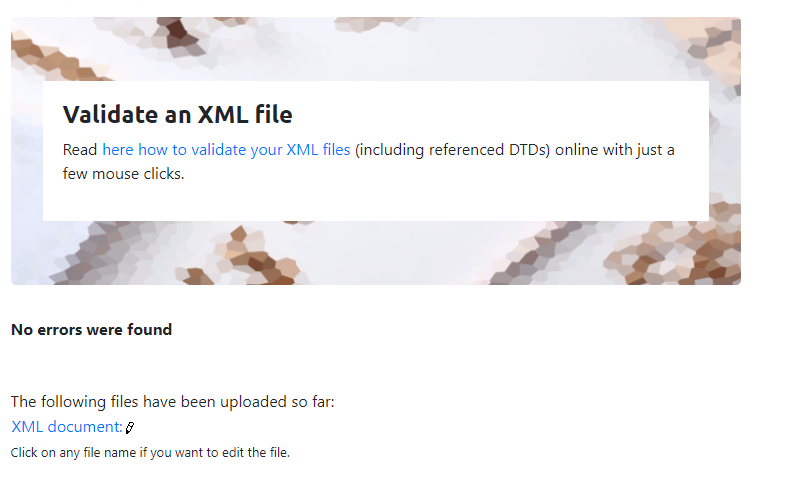 Validate an XML file
Read here how to validate your XML files (including referenced DTDs) online with just a
few mouse clicks.
No errors were found
The following files have been uploaded so far:
XML document:
Click on any file name if you want to edit the file.